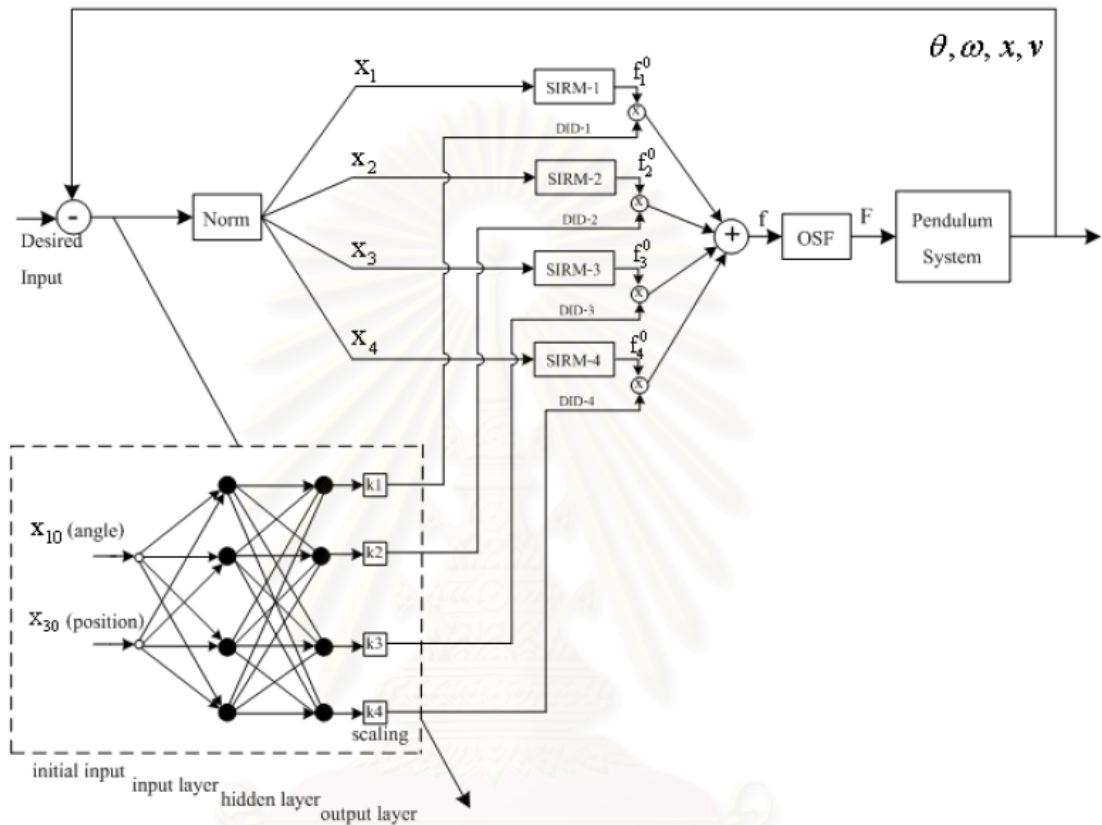 θ, ω, x, v
X1
SIRM-1
f1^0
x
DID-1
X2
SIRM-2
f2^0
x
DID-2
-
Desired
Input
Norm
+
f
OSF
F
Pendulum
System
X3
SIRM-3
f3^0
x
DID-3
X4
SIRM-4
f4^0
x
DID-4
k1
X10 (angle)
k2
X30 (position)
k3
k4
scaling
initial input
input layer
hidden layer
output layer